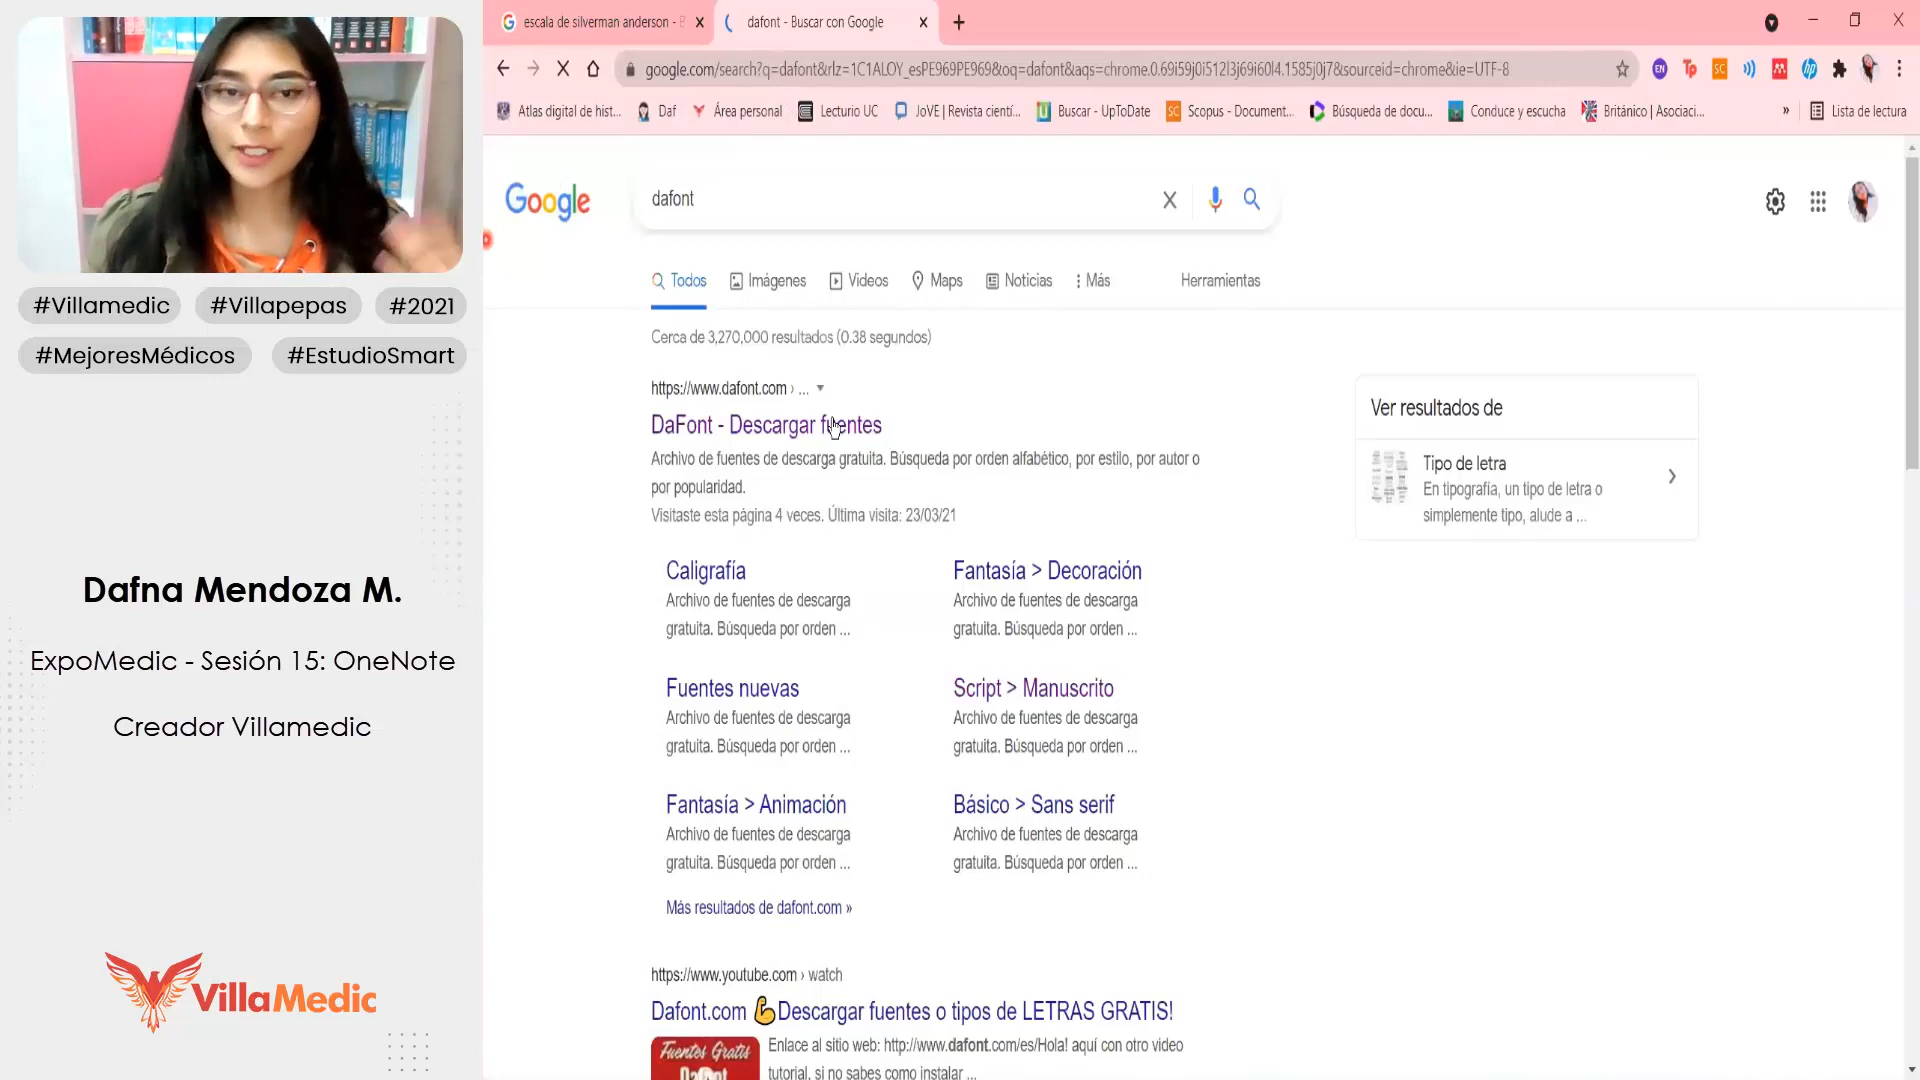 #Villamedic #Villapepas #2021
#MejoresMédicos #EstudioSmart
Dafna Mendoza M.
ExpoMedic - Sesión 15: OneNote
Creador Villamedic
VillaMedic
escala de silverman anderson - B
dafont - Buscar con Google
google.com/search?q=dafont&rlz=1C1ALOY_esPE969PE969&oq=dafont&aqs=chrome.0.69i59j0i512l3j69i60l4.1585j0j7&sourceid=chrome&ie=UTF-8
Atlas digital de hist... Daf Área personal Lecturio UC JoVE | Revista cientí... Buscar - UpToDate Scopus - Document... Búsqueda de docu... Conduce y escucha Británico | Asociaci... » Lista de lectura
Google
dafont
Todos Imágenes Videos Maps Noticias Más Herramientas
Cerca de 3,270,000 resultados (0.38 segundos)
https://www.dafont.com › ...
DaFont - Descargar fuentes
Archivo de fuentes de descarga gratuita. Búsqueda por orden alfabético, por estilo, por autor o
por popularidad.
Visitaste esta página 4 veces. Última visita: 23/03/21
Caligrafía
Archivo de fuentes de descarga
gratuita. Búsqueda por orden ...
Fantasía > Decoración
Archivo de fuentes de descarga
gratuita. Búsqueda por orden ...
Fuentes nuevas
Archivo de fuentes de descarga
gratuita. Búsqueda por orden ...
Script > Manuscrito
Archivo de fuentes de descarga
gratuita. Búsqueda por orden ...
Fantasía > Animación
Archivo de fuentes de descarga
gratuita. Búsqueda por orden ...
Básico > Sans serif
Archivo de fuentes de descarga
gratuita. Búsqueda por orden ...
Más resultados de dafont.com »
https://www.youtube.com › watch
Dafont.com 💪Descargar fuentes o tipos de LETRAS GRATIS!
Fuentes Gratis
Dafont
Enlace al sitio web: http://www.dafont.com/es/Hola! aquí con otro video
tutorial, si no sabes como instalar ...
Ver resultados de
Tipo de letra
En tipografía, un tipo de letra o
simplemente tipo, alude a ...